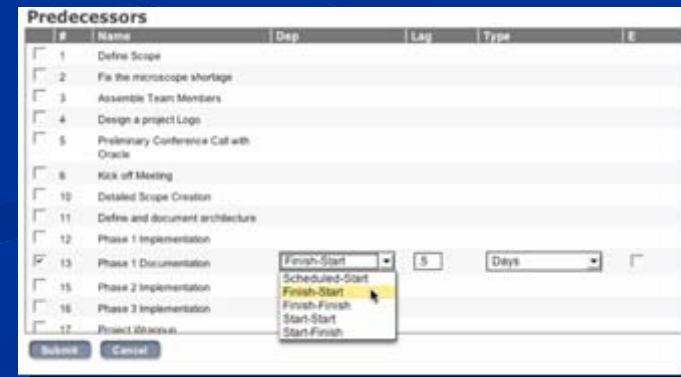 Predecessors
# Name Dep Lag Type E
1 Define Scope
2 Fix the microscope shortage
3 Assemble Team Members
4 Design a project Logo
5 Preliminary Conference Call with
Oracle
6 Kick off Meeting
10 Detailed Scope Creation
11 Define and document architecture
12 Phase 1 Implementation
13 Phase 1 Documentation Finish-Start 5 Days
Scheduled-Start
15 Phase 2 Implementation Finish-Start
Finish-Finish
16 Phase 3 Implementation Start-Start
17 Project Wrapup Start-Finish
Submit Cancel